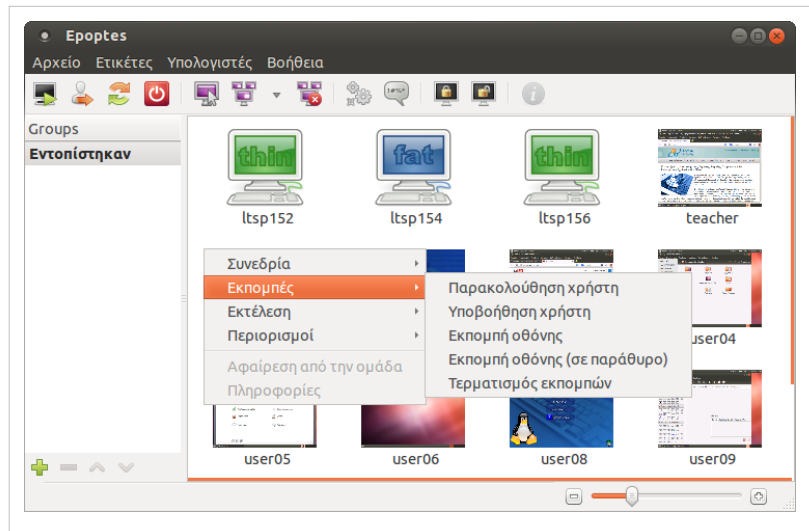 Epoptes
Αρχείο Ετικέτες Υπολογιστές Βοήθεια
Groups
Εντοπίστηκαν
thin
fat
thin
ltsp152
ltsp154
ltsp156
teacher
Συνεδρία
Εκπομπές
Εκτέλεση
Περιορισμοί
Αφαίρεση από την ομάδα
Πληροφορίες
Παρακολούθηση χρήστη
Υποβοήθηση χρήστη
Εκπομπή οθόνης
Εκπομπή οθόνης (σε παράθυρο)
Τερματισμός εκπομπών
user04
user05
user06
user08
user09